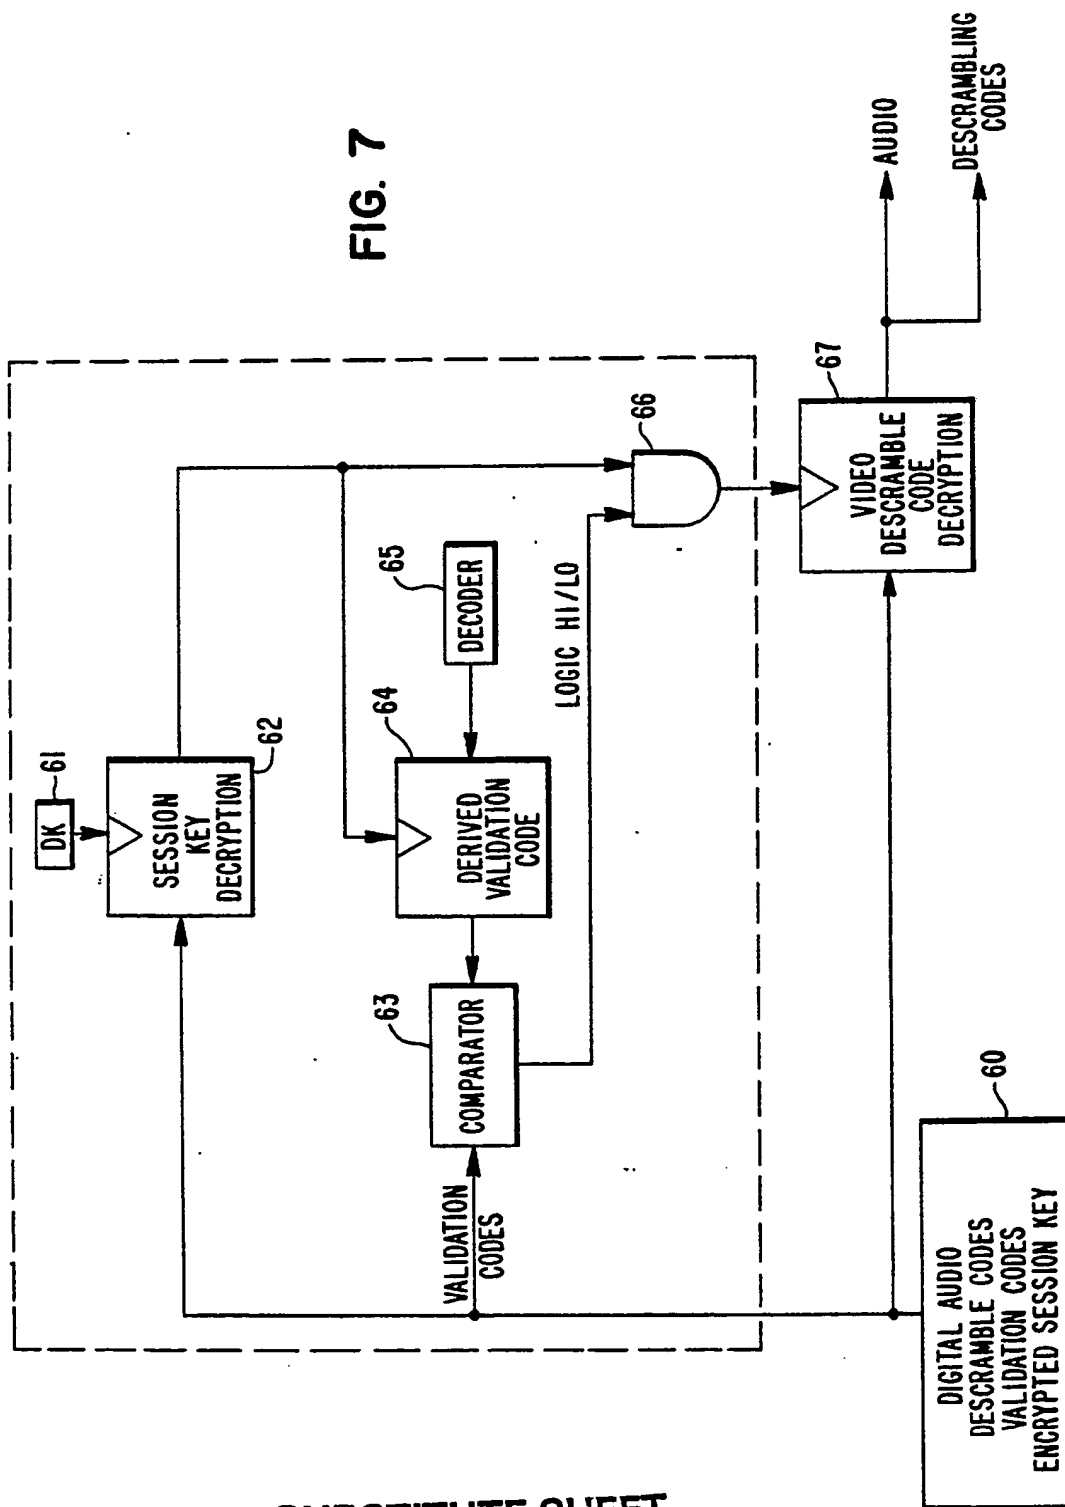 FIG. 7
DK
61
SESSION
KEY
DECRYPTION
62
DECODER
65
DERIVED
VALIDATION
CODE
64
COMPARATOR
63
VALIDATION
CODES
LOGIC HI/LO
66
VIDEO
DESCRAMBLE
CODE
DECRYPTION
67
AUDIO
DESCRAMBLING
CODES
DIGITAL AUDIO
DESCRAMBLE CODES
VALIDATION CODES
ENCRYPTED SESSION KEY
60
SUBSTITUTE SHEET